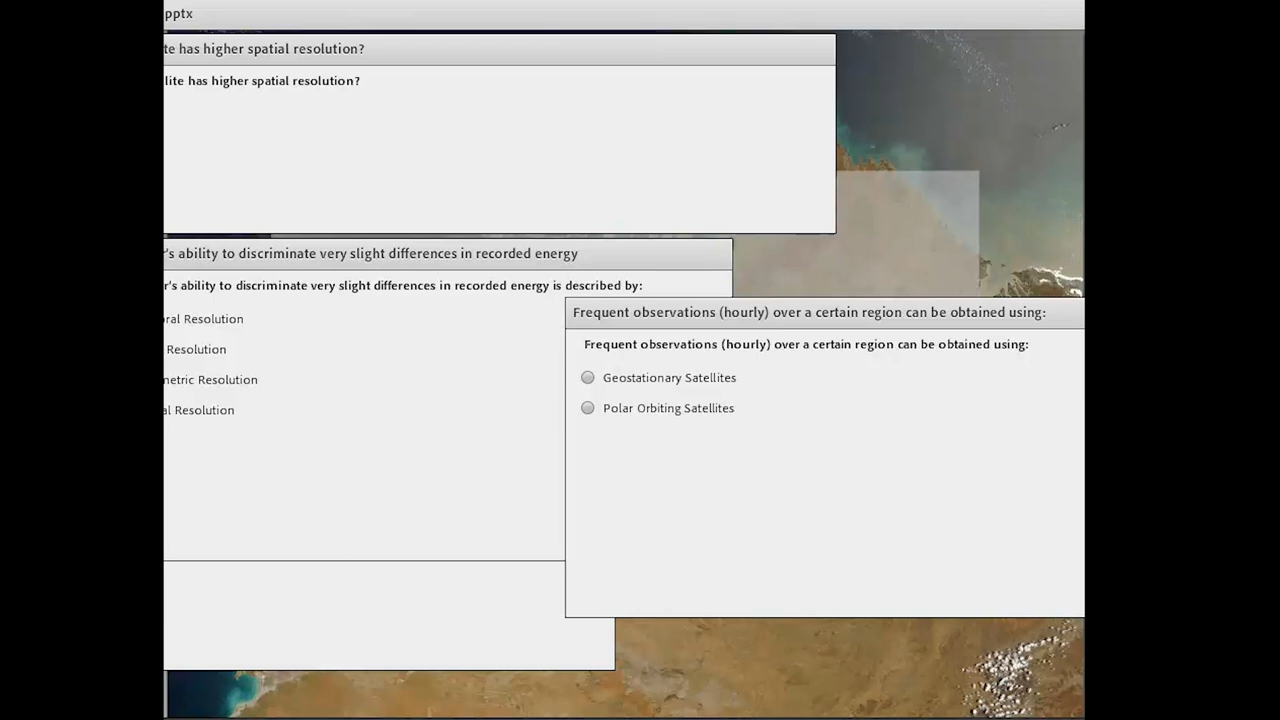 pptx
te has higher spatial resolution?
lite has higher spatial resolution?
r's ability to discriminate very slight differences in recorded energy
r's ability to discriminate very slight differences in recorded energy is described by:
oral Resolution
Resolution
metric Resolution
al Resolution
Frequent observations (hourly) over a certain region can be obtained using:
Frequent observations (hourly) over a certain region can be obtained using:
Geostationary Satellites
Polar Orbiting Satellites